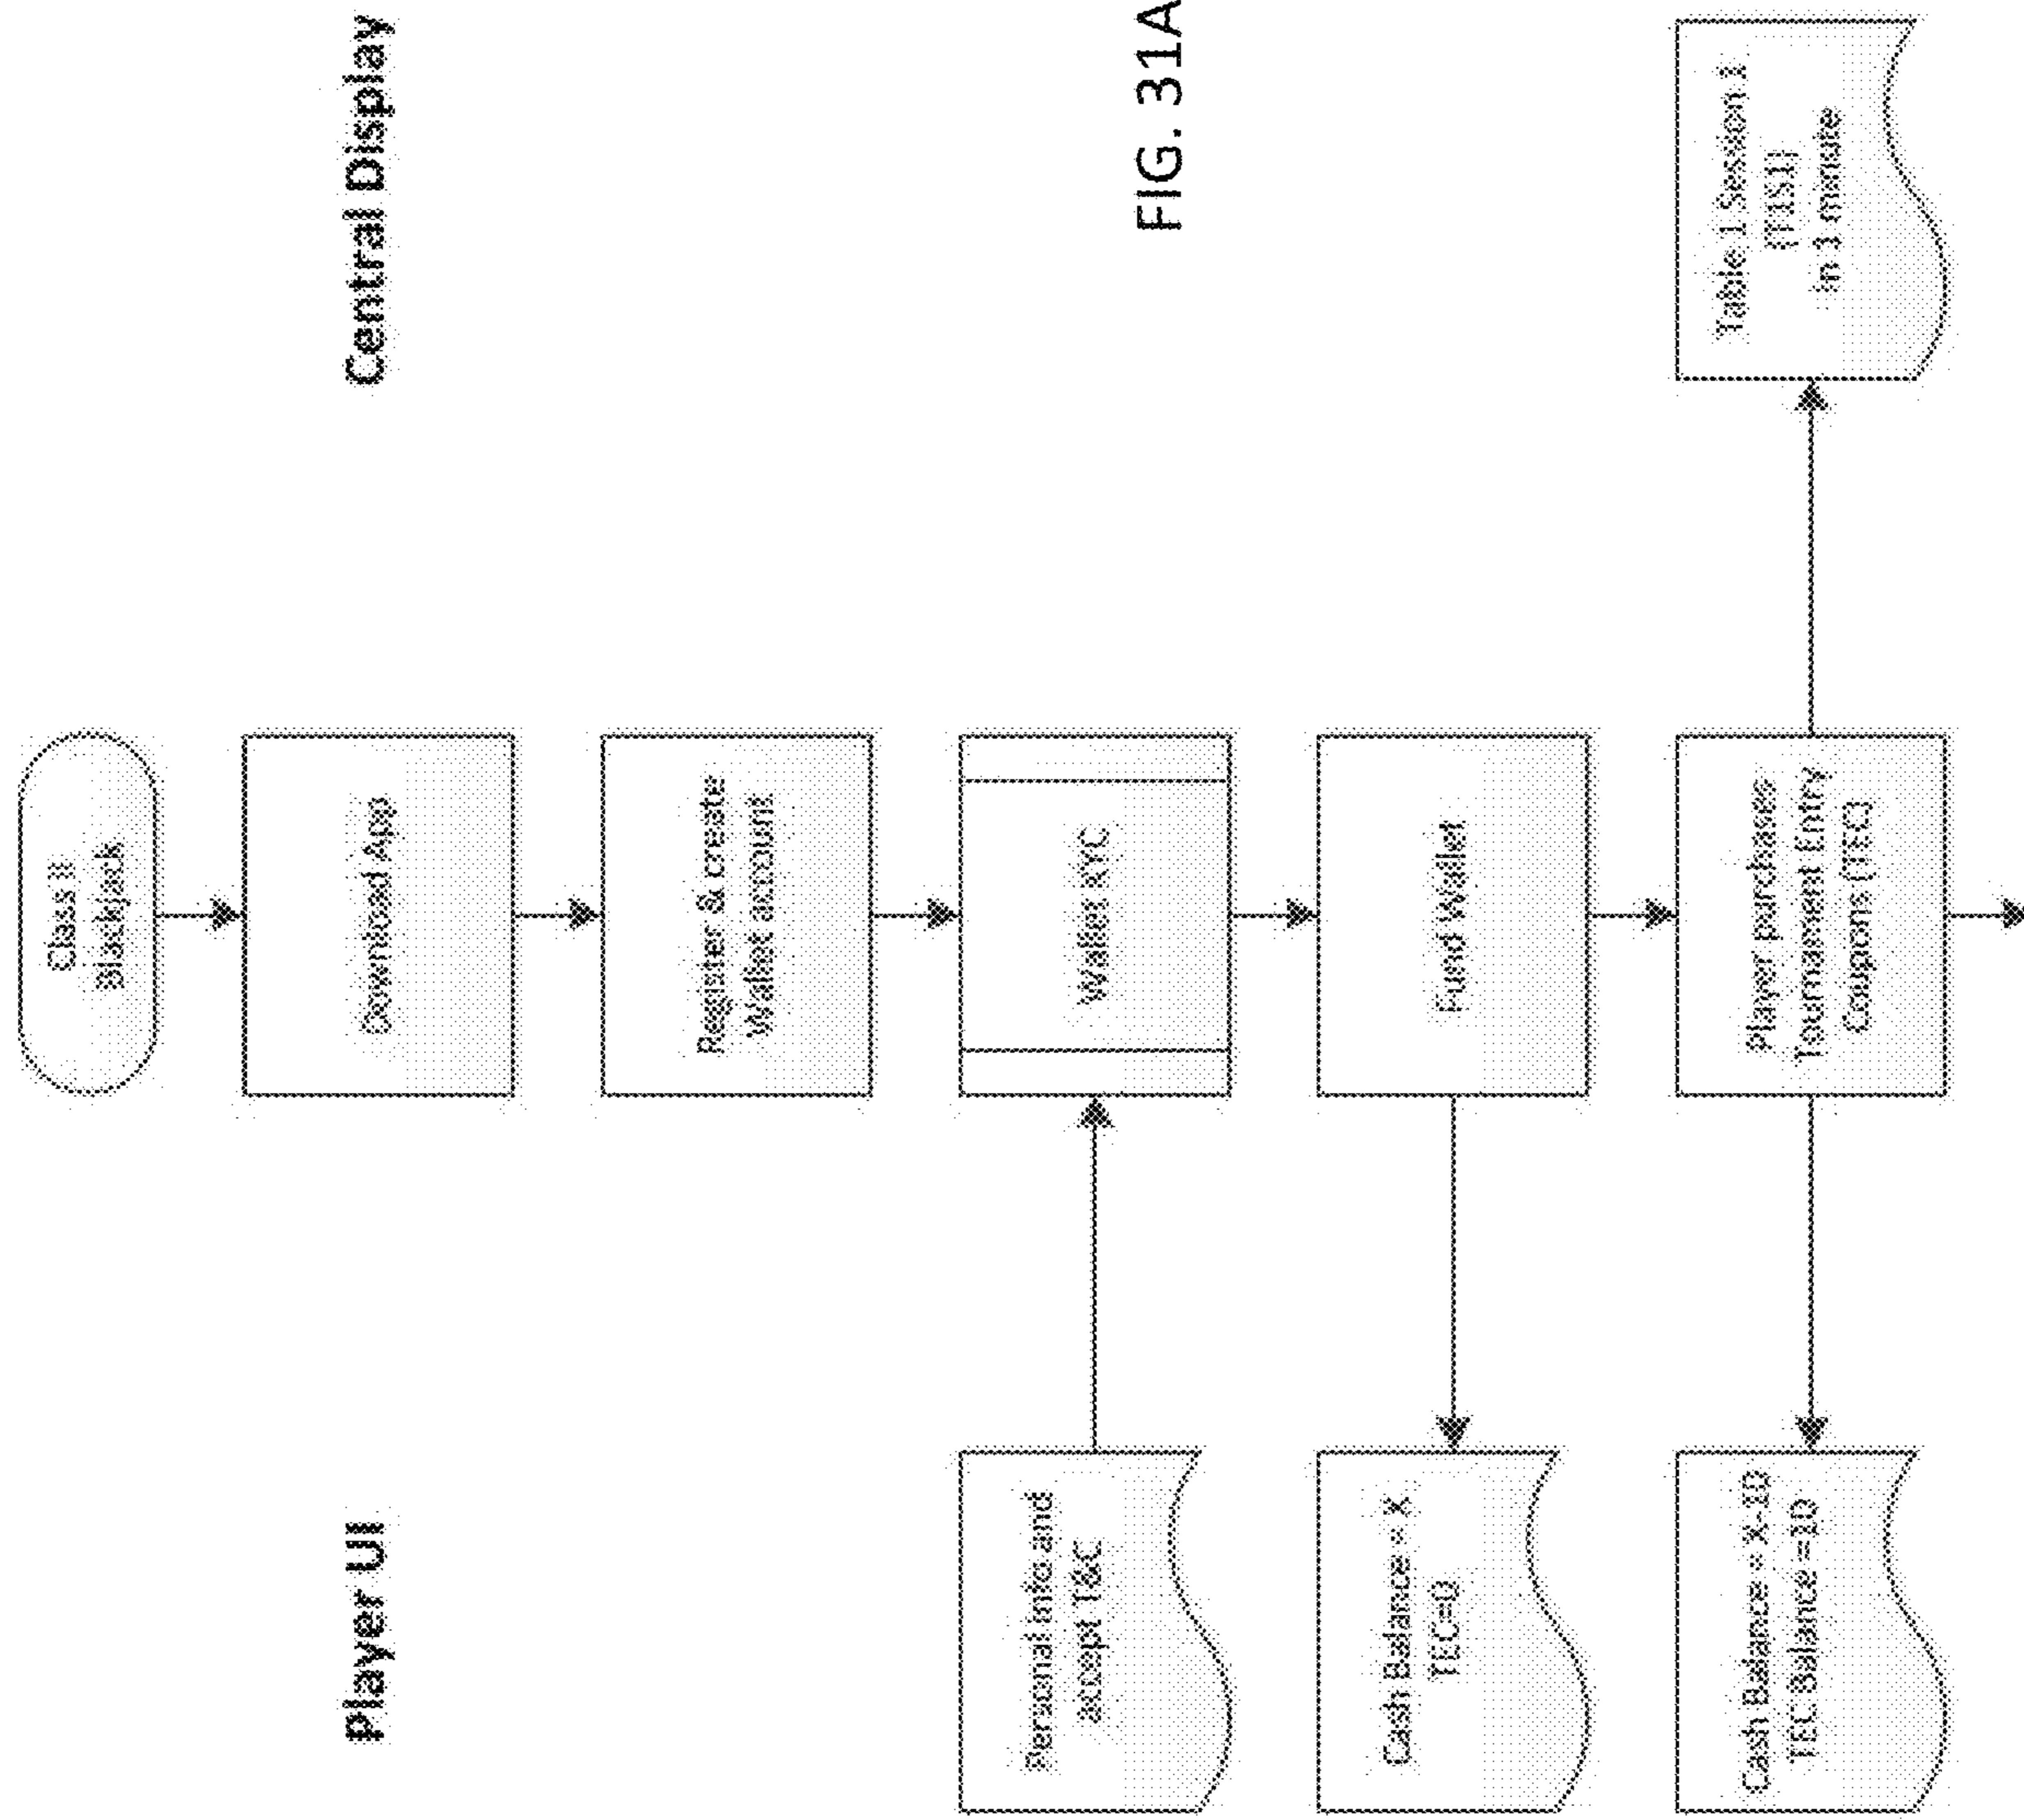 Player UI
Central Display
Class II
Blackjack
Download App
Register & create
Wallet account
Personal Info and
accept T&C
Wallet KYC
Cash Balance = X
TEC=0
Fund Wallet
Cash Balance = X-10
TEC Balance =10
Player purchases
Tournament Entry
Coupons (TEC)
Table 1 Session 1
(T1S1)
in 1 minute
FIG. 31A